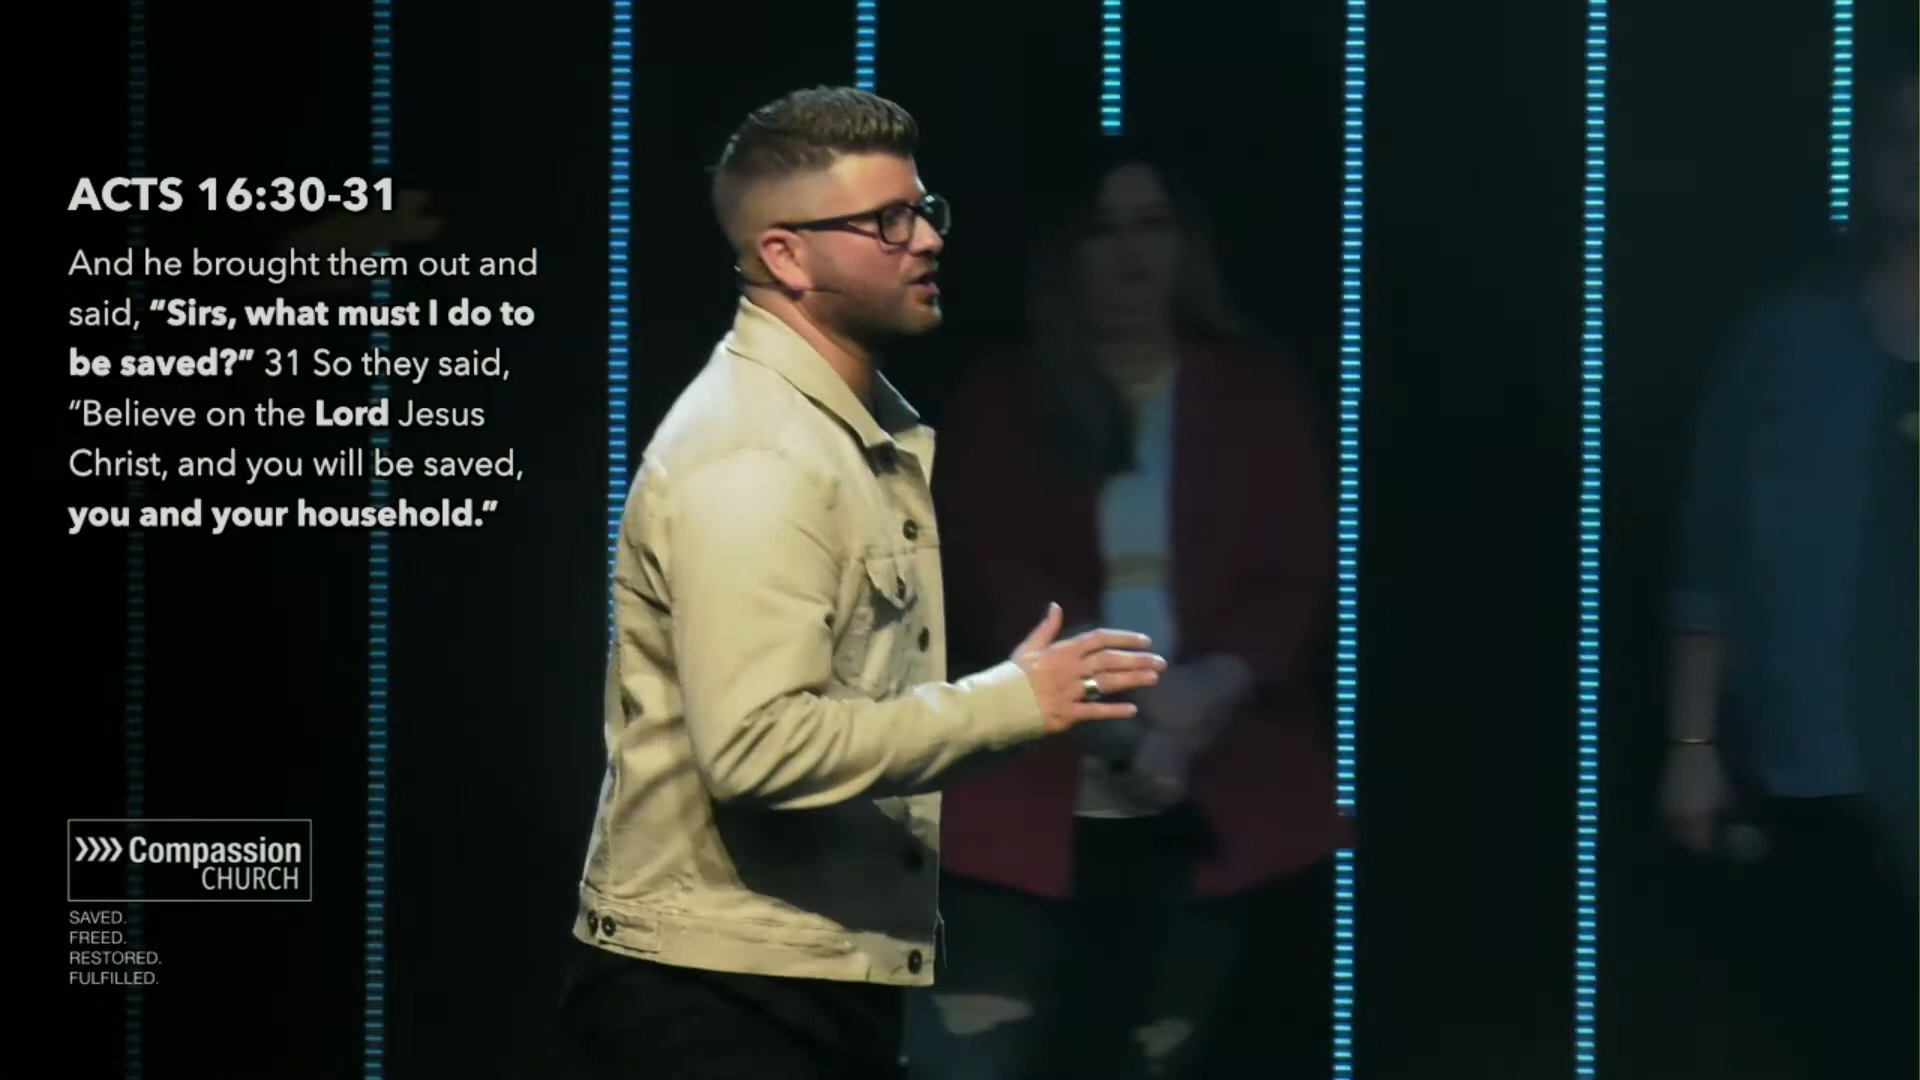 ACTS 16:30-31
And he brought them out and
said, “Sirs, what must I do to
be saved?” 31 So they said,
“Believe on the Lord Jesus
Christ, and you will be saved,
you and your household.”
Compassion
CHURCH
SAVED.
FREED.
RESTORED.
FULFILLED.